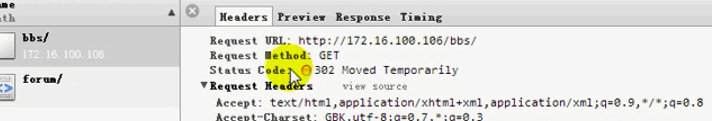 ame
ath
Headers Preview Response Timing
bbs/
172.16.100.106
forum/
Request URL: http://172.16.100.106/bbs/
Request Method: GET
Status Code: 302 Moved Temporarily
Request Headers view source
Accept: text/html,application/xhtml+xml,application/xml;q=0.9,*/*;q=0.8
Accept-Charset: GBK,utf-8;q=0.7,*;q=0.3